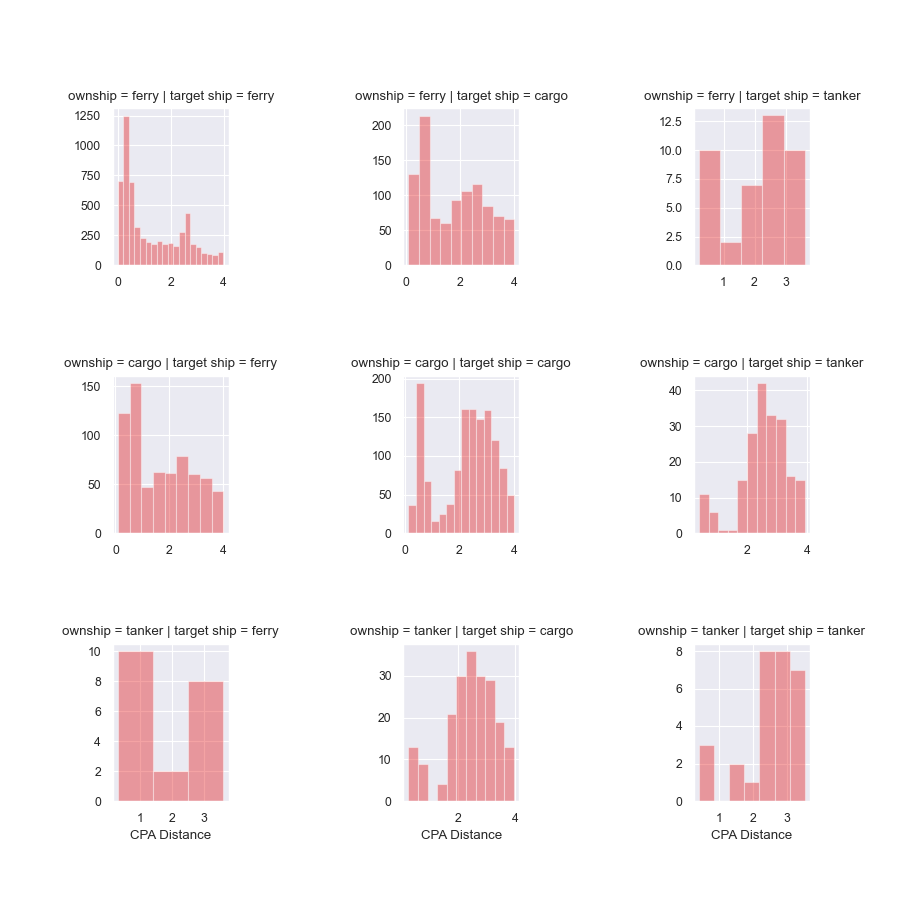 ownship = ferry | target ship = ferry
ownship = ferry | target ship = cargo
ownship = ferry | target ship = tanker
1250
1000
750
500
250
0
0 2 4
200
150
100
50
0
0 2 4
12.5
10.0
7.5
5.0
2.5
0.0
1 2 3
ownship = cargo | target ship = ferry
ownship = cargo | target ship = cargo
ownship = cargo | target ship = tanker
150
100
50
0
0 2 4
200
150
100
50
0
0 2 4
40
30
20
10
0
2 4
ownship = tanker | target ship = ferry
ownship = tanker | target ship = cargo
ownship = tanker | target ship = tanker
10
8
6
4
2
0
1 2 3
CPA Distance
30
20
10
0
2 4
CPA Distance
8
6
4
2
0
1 2 3
CPA Distance